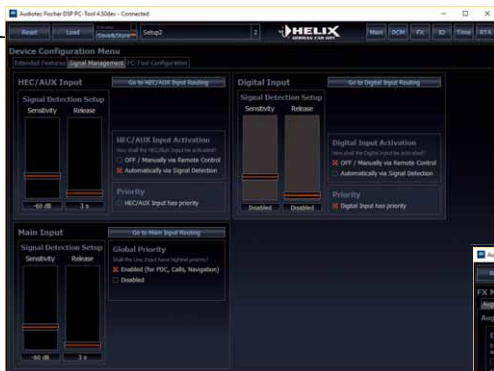 Audiotec Fischer DSP PC-Tool 4.50dev - Connected
Reset
Load
Save&Store
Setup2
2
HELIX
GERMAN CAR HIFI
Main
DCM
FX
IO
Time
RTA
Device Configuration Menu
Extended Features
Signal Management
PC-Tool Configuration
HEC/AUX Input
Go to HEC/AUX Input Routing
Signal Detection Setup
Sensitivity
Release
-60 dB
3 s
HEC/AUX Input Activation
How shall the HEC/AUX Input be activated?
OFF / Manually via Remote Control
Automatically via Signal Detection
Priority
HEC/AUX Input has priority
Digital Input
Go to Digital Input Routing
Signal Detection Setup
Sensitivity
Release
Disabled
Disabled
Digital Input Activation
How shall the Digital Input be activated?
OFF / Manually via Remote Control
Automatically via Signal Detection
Priority
Digital Input has priority
Main Input
Go to Main Input Routing
Signal Detection Setup
Sensitivity
Release
-60 dB
3 s
Global Priority
Shall the Line Input have highest priority?
Enabled (for PDC, Calls, Navigation)
Disabled